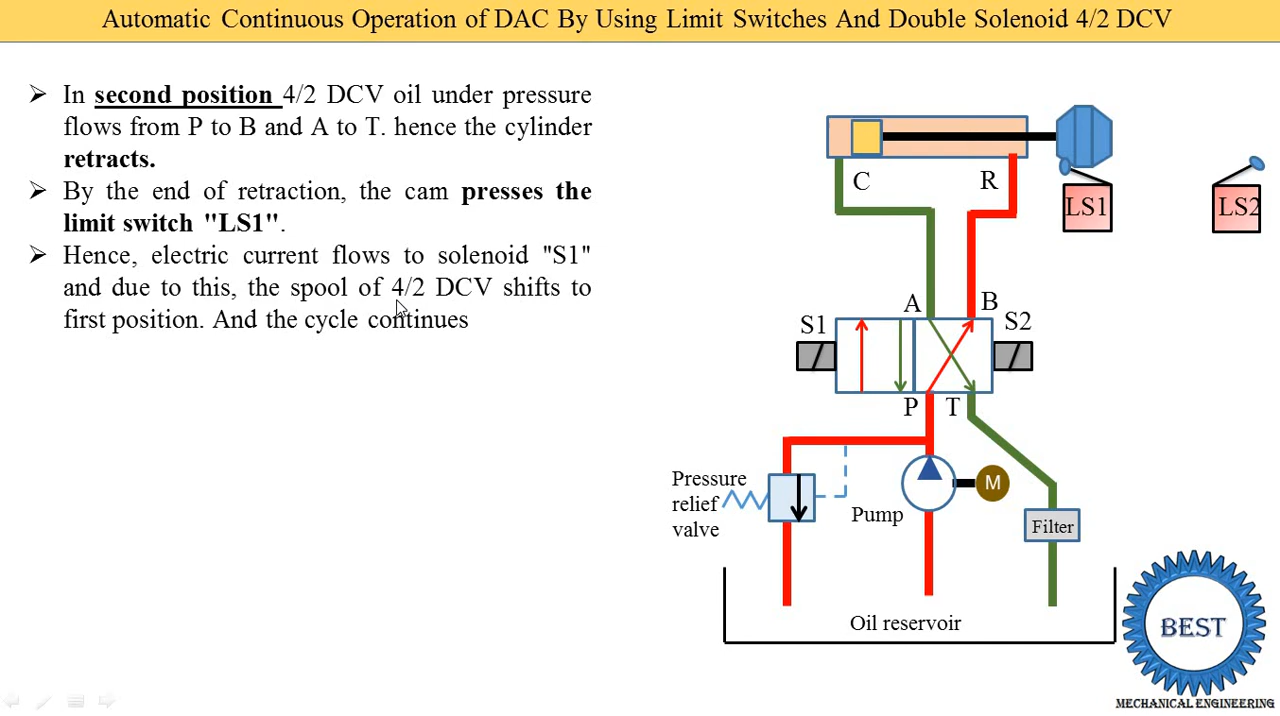 Automatic Continuous Operation of DAC By Using Limit Switches And Double Solenoid 4/2 DCV
➢ In second position 4/2 DCV oil under pressure
flows from P to B and A to T. hence the cylinder
retracts.
➢ By the end of retraction, the cam presses the
limit switch "LS1".
➢ Hence, electric current flows to solenoid "S1"
and due to this, the spool of 4/2 DCV shifts to
first position. And the cycle continues
C
R
LS1
LS2
A
B
S1
S2
P
T
Pressure
relief
valve
Pump
M
Filter
Oil reservoir
BEST
MECHANICAL ENGINEERING